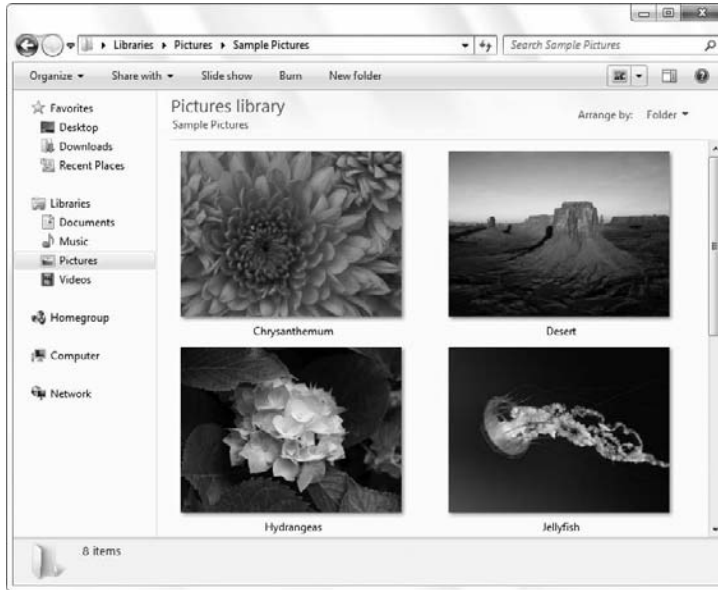 Libraries Pictures Sample Pictures Search Sample Pictures
Organize Share with Slide show Burn New folder
Favorites
Desktop
Downloads
Recent Places
Libraries
Documents
Music
Pictures
Videos
Homegroup
Computer
Network
Pictures library
Sample Pictures
Arrange by: Folder
Chrysanthemum
Desert
Hydrangeas
Jellyfish
8 items